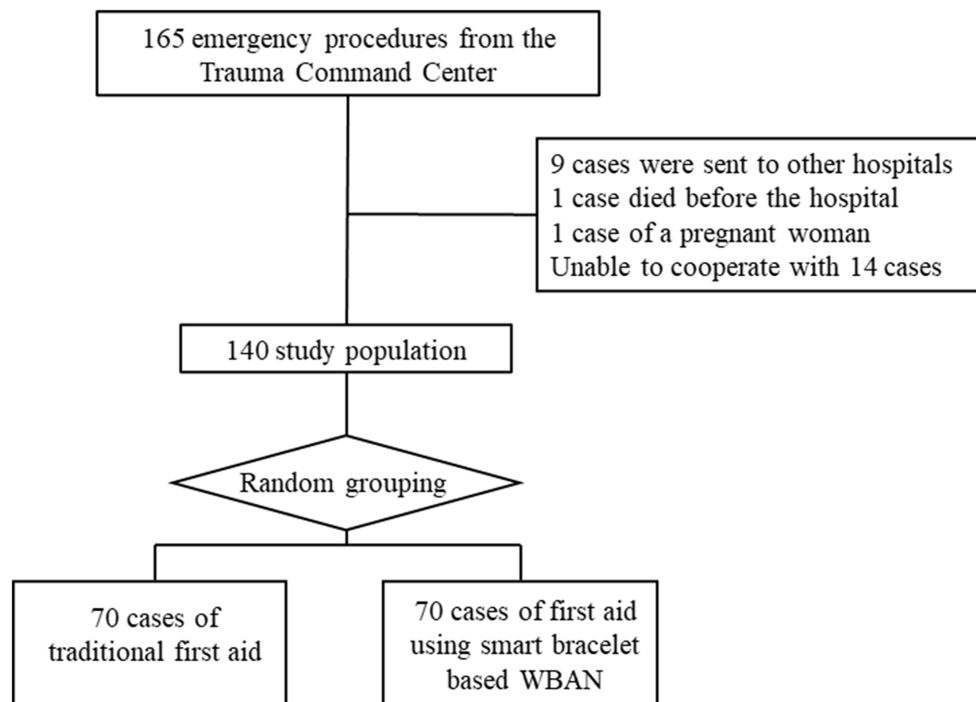 165 emergency procedures from the
Trauma Command Center
9 cases were sent to other hospitals
1 case died before the hospital
1 case of a pregnant woman
Unable to cooperate with 14 cases
140 study population
Random grouping
70 cases of
traditional first aid
70 cases of first aid
using smart bracelet
based WBAN